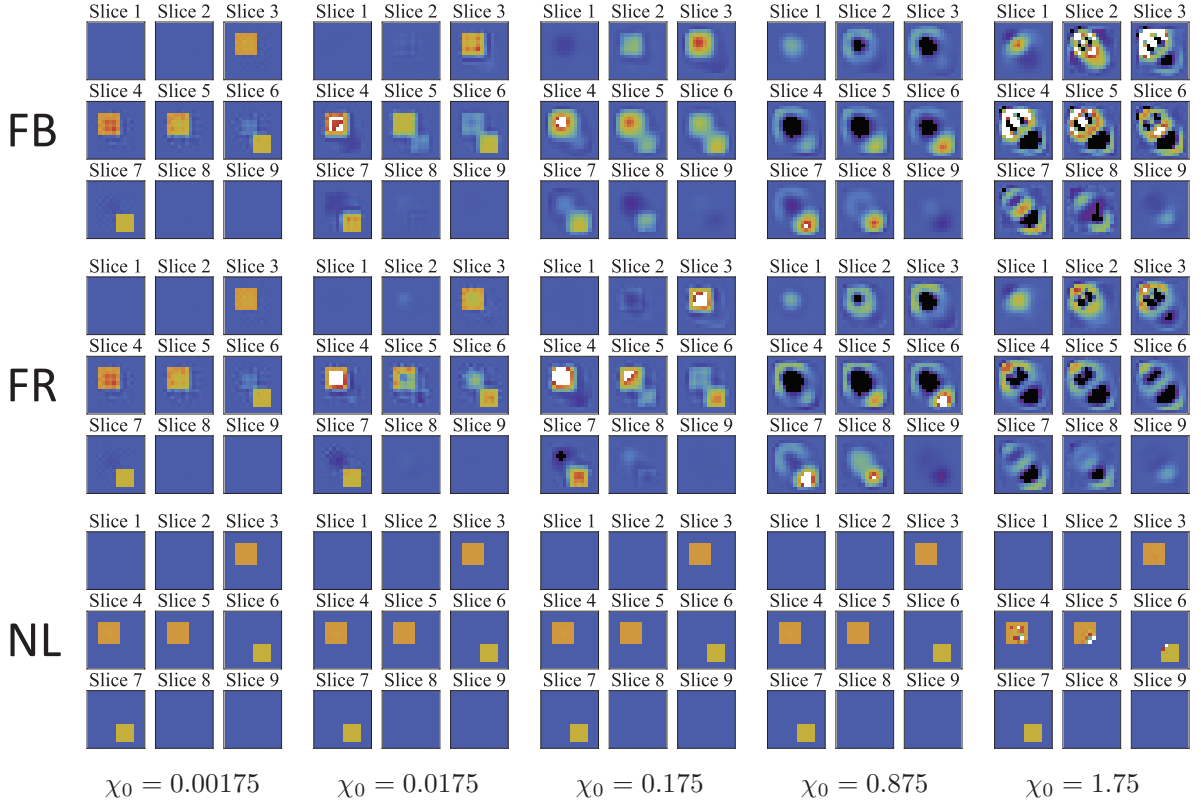 Slice 1 Slice 2 Slice 3 Slice 1 Slice 2 Slice 3 Slice 1 Slice 2 Slice 3 Slice 1 Slice 2 Slice 3 Slice 1 Slice 2 Slice 3
Slice 4 Slice 5 Slice 6 Slice 4 Slice 5 Slice 6 Slice 4 Slice 5 Slice 6 Slice 4 Slice 5 Slice 6 Slice 4 Slice 5 Slice 6
FB
Slice 7 Slice 8 Slice 9 Slice 7 Slice 8 Slice 9 Slice 7 Slice 8 Slice 9 Slice 7 Slice 8 Slice 9 Slice 7 Slice 8 Slice 9
Slice 1 Slice 2 Slice 3 Slice 1 Slice 2 Slice 3 Slice 1 Slice 2 Slice 3 Slice 1 Slice 2 Slice 3 Slice 1 Slice 2 Slice 3
Slice 4 Slice 5 Slice 6 Slice 4 Slice 5 Slice 6 Slice 4 Slice 5 Slice 6 Slice 4 Slice 5 Slice 6 Slice 4 Slice 5 Slice 6
FR
Slice 7 Slice 8 Slice 9 Slice 7 Slice 8 Slice 9 Slice 7 Slice 8 Slice 9 Slice 7 Slice 8 Slice 9 Slice 7 Slice 8 Slice 9
Slice 1 Slice 2 Slice 3 Slice 1 Slice 2 Slice 3 Slice 1 Slice 2 Slice 3 Slice 1 Slice 2 Slice 3 Slice 1 Slice 2 Slice 3
Slice 4 Slice 5 Slice 6 Slice 4 Slice 5 Slice 6 Slice 4 Slice 5 Slice 6 Slice 4 Slice 5 Slice 6 Slice 4 Slice 5 Slice 6
NL
Slice 7 Slice 8 Slice 9 Slice 7 Slice 8 Slice 9 Slice 7 Slice 8 Slice 9 Slice 7 Slice 8 Slice 9 Slice 7 Slice 8 Slice 9
χ₀ = 0.00175 χ₀ = 0.0175 χ₀ = 0.175 χ₀ = 0.875 χ₀ = 1.75